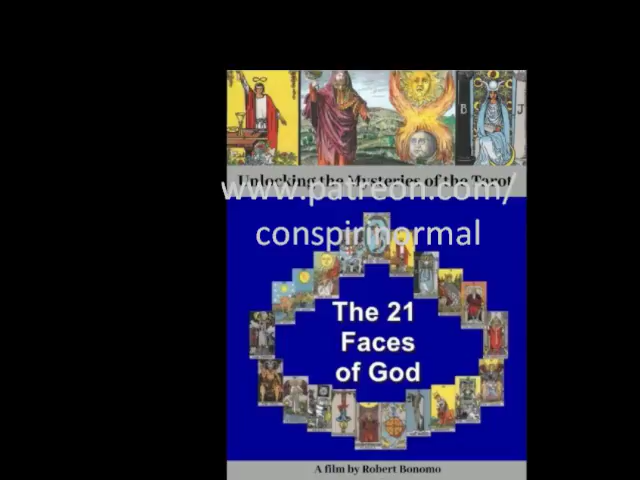 Unlocking the Mysteries of the Tarot
www.patreon.com/
conspirinormal
B J
The 21
Faces
of God
A film by Robert Bonomo